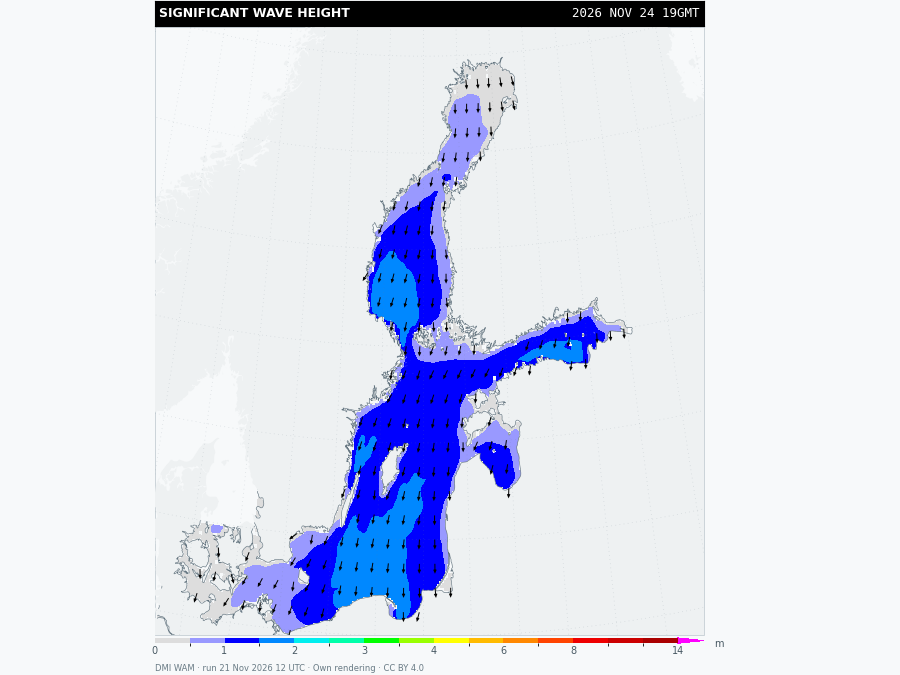 SIGNIFICANT WAVE HEIGHT 2026 NOV 24 19GMT
0 1 2 3 4 6 8 14 m
DMI WAM · run 21 Nov 2026 12 UTC · Own rendering · CC BY 4.0